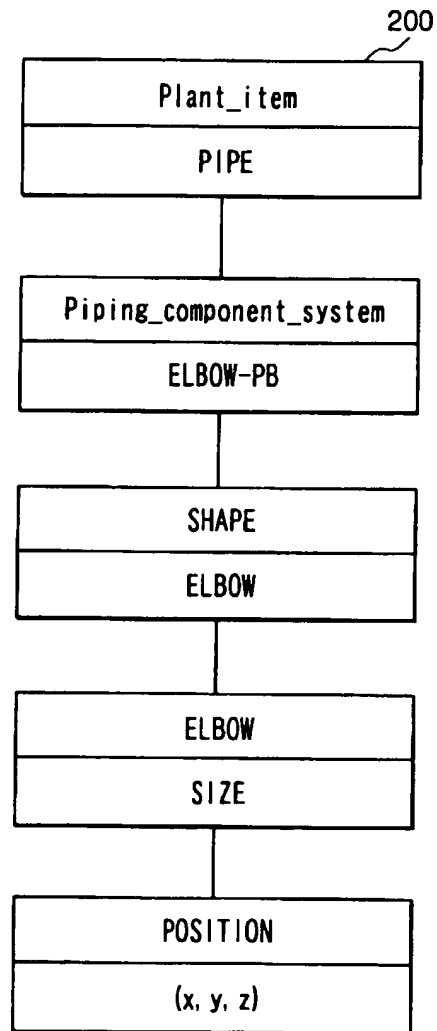 200
Plant_item
PIPE
Piping_component_system
ELBOW-PB
SHAPE
ELBOW
ELBOW
SIZE
POSITION
(x, y, z)